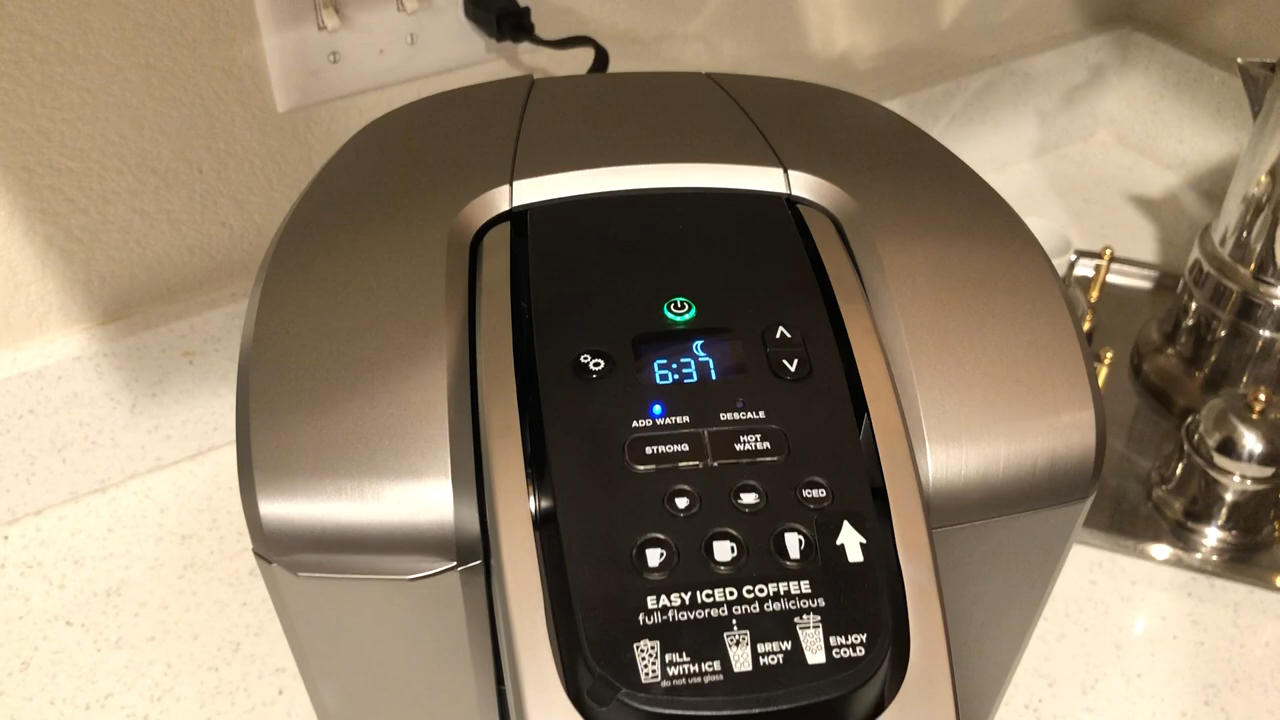 6:37
ADD WATER
DESCALE
STRONG
HOT
WATER
ICED
EASY ICED COFFEE
full-flavored and delicious
FILL
WITH ICE
do not use glass
BREW
HOT
ENJOY
COLD